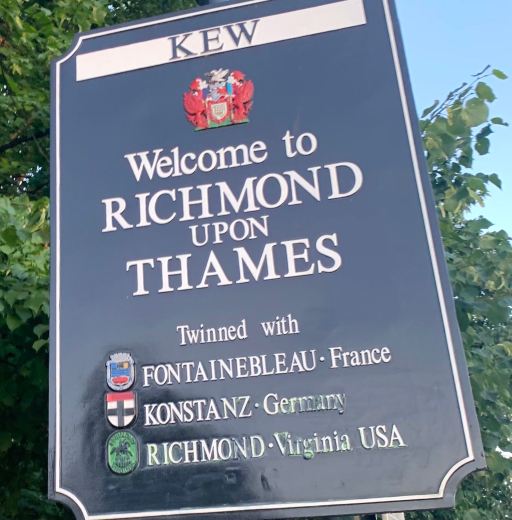 KEW
Welcome to
RICHMOND
UPON
THAMES
Twinned with
FONTAINEBLEAU · France
KONSTANZ · Germany
RICHMOND · Virginia USA